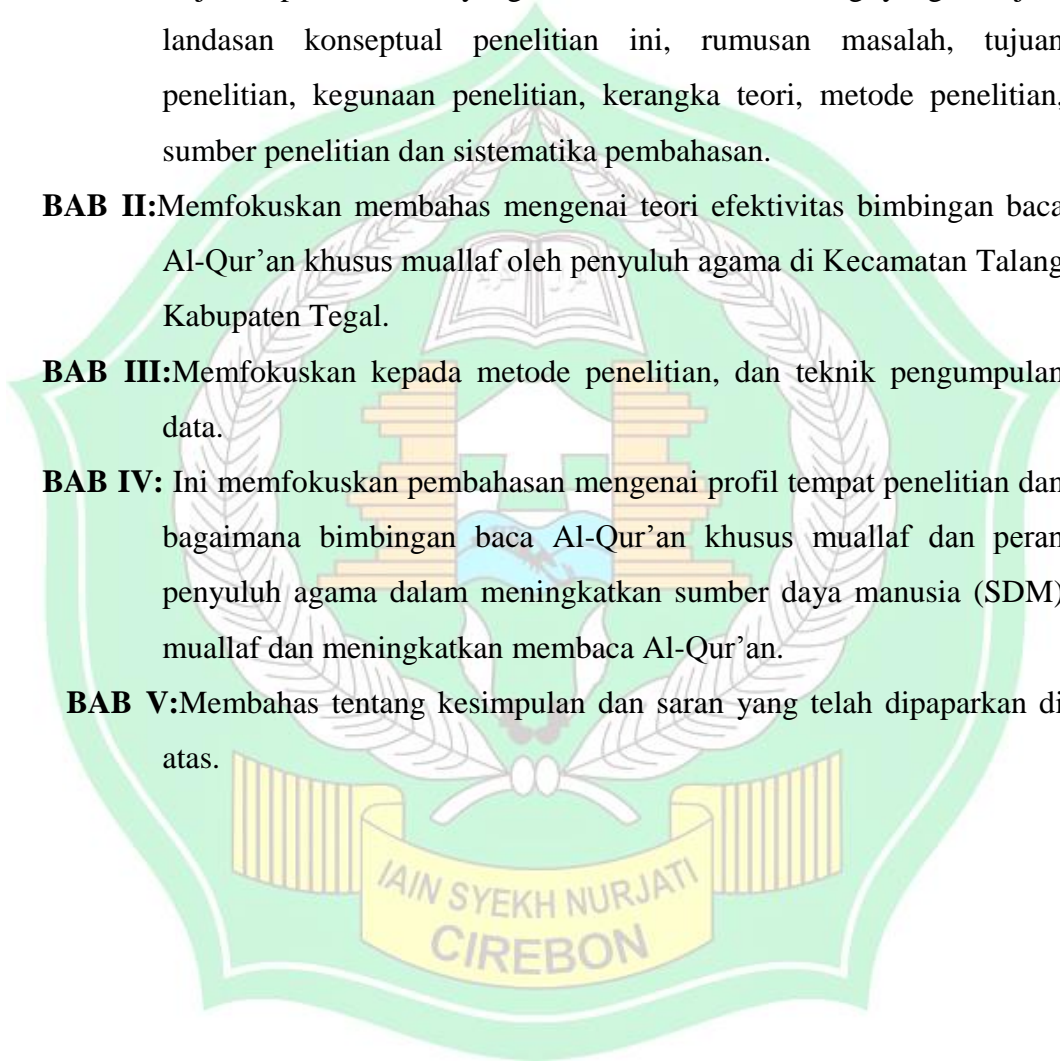 landasan konseptual penelitian ini, rumusan masalah, tujuan
penelitian, kegunaan penelitian, kerangka teori, metode penelitian,
sumber penelitian dan sistematika pembahasan.
BAB II:Memfokuskan membahas mengenai teori efektivitas bimbingan baca
Al-Qur’an khusus muallaf oleh penyuluh agama di Kecamatan Talang
Kabupaten Tegal.
BAB III:Memfokuskan kepada metode penelitian, dan teknik pengumpulan
data.
BAB IV: Ini memfokuskan pembahasan mengenai profil tempat penelitian dan
bagaimana bimbingan baca Al-Qur’an khusus muallaf dan peran
penyuluh agama dalam meningkatkan sumber daya manusia (SDM)
muallaf dan meningkatkan membaca Al-Qur’an.
BAB V:Membahas tentang kesimpulan dan saran yang telah dipaparkan di
atas.
IAIN SYEKH NURJATI
CIREBON